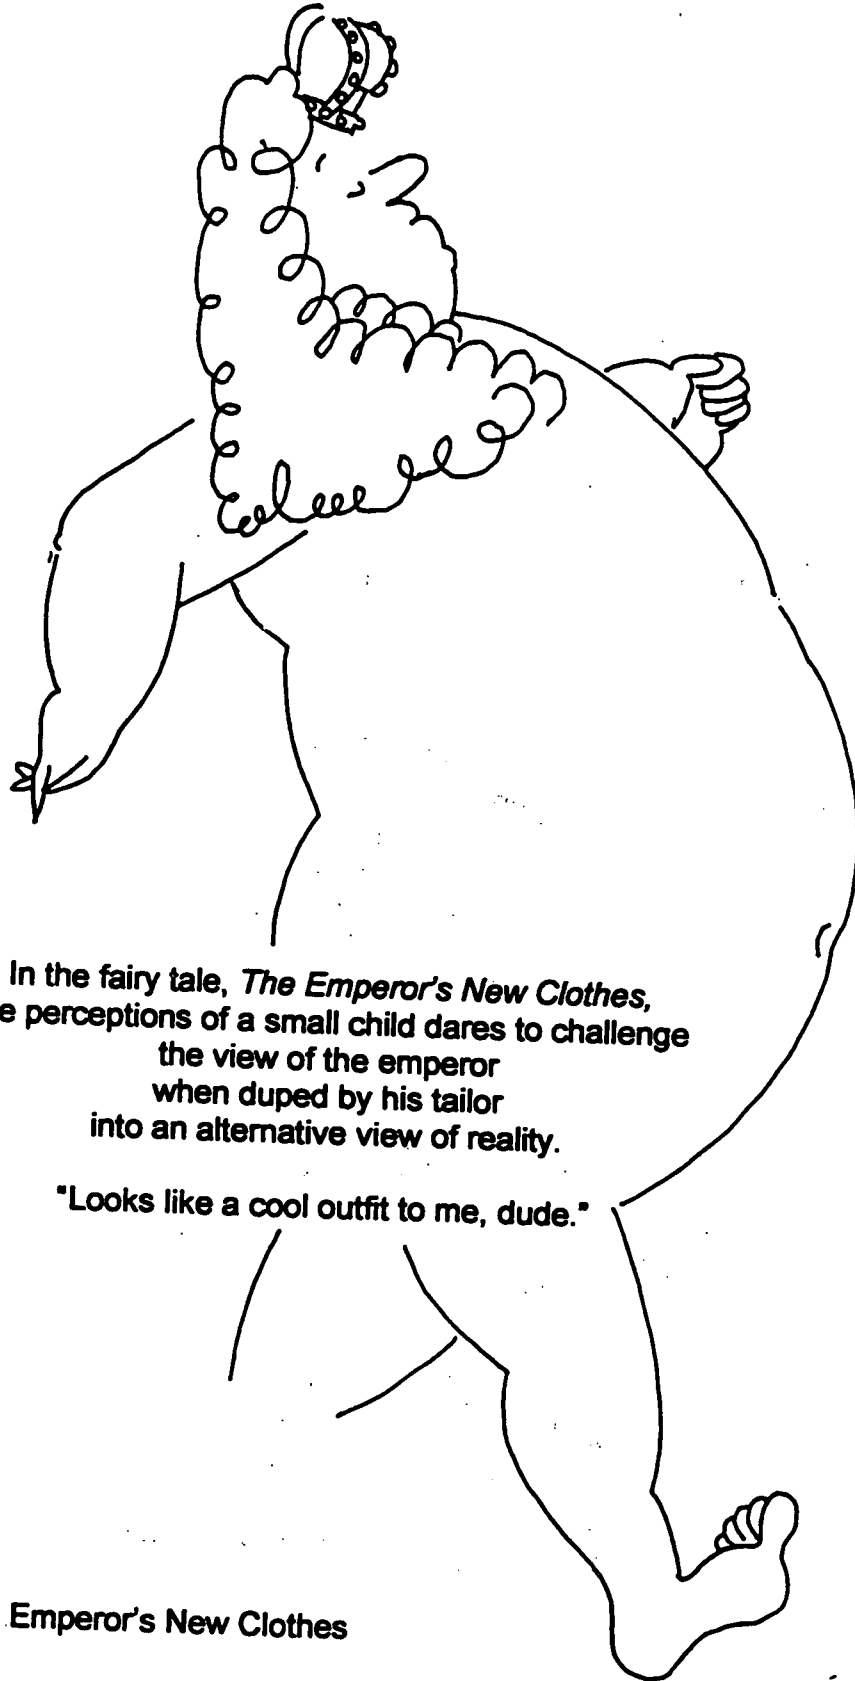 In the fairy tale, The Emperor's New Clothes,
e perceptions of a small child dares to challenge
the view of the emperor
when duped by his tailor
into an alternative view of reality.
"Looks like a cool outfit to me, dude."
Emperor's New Clothes